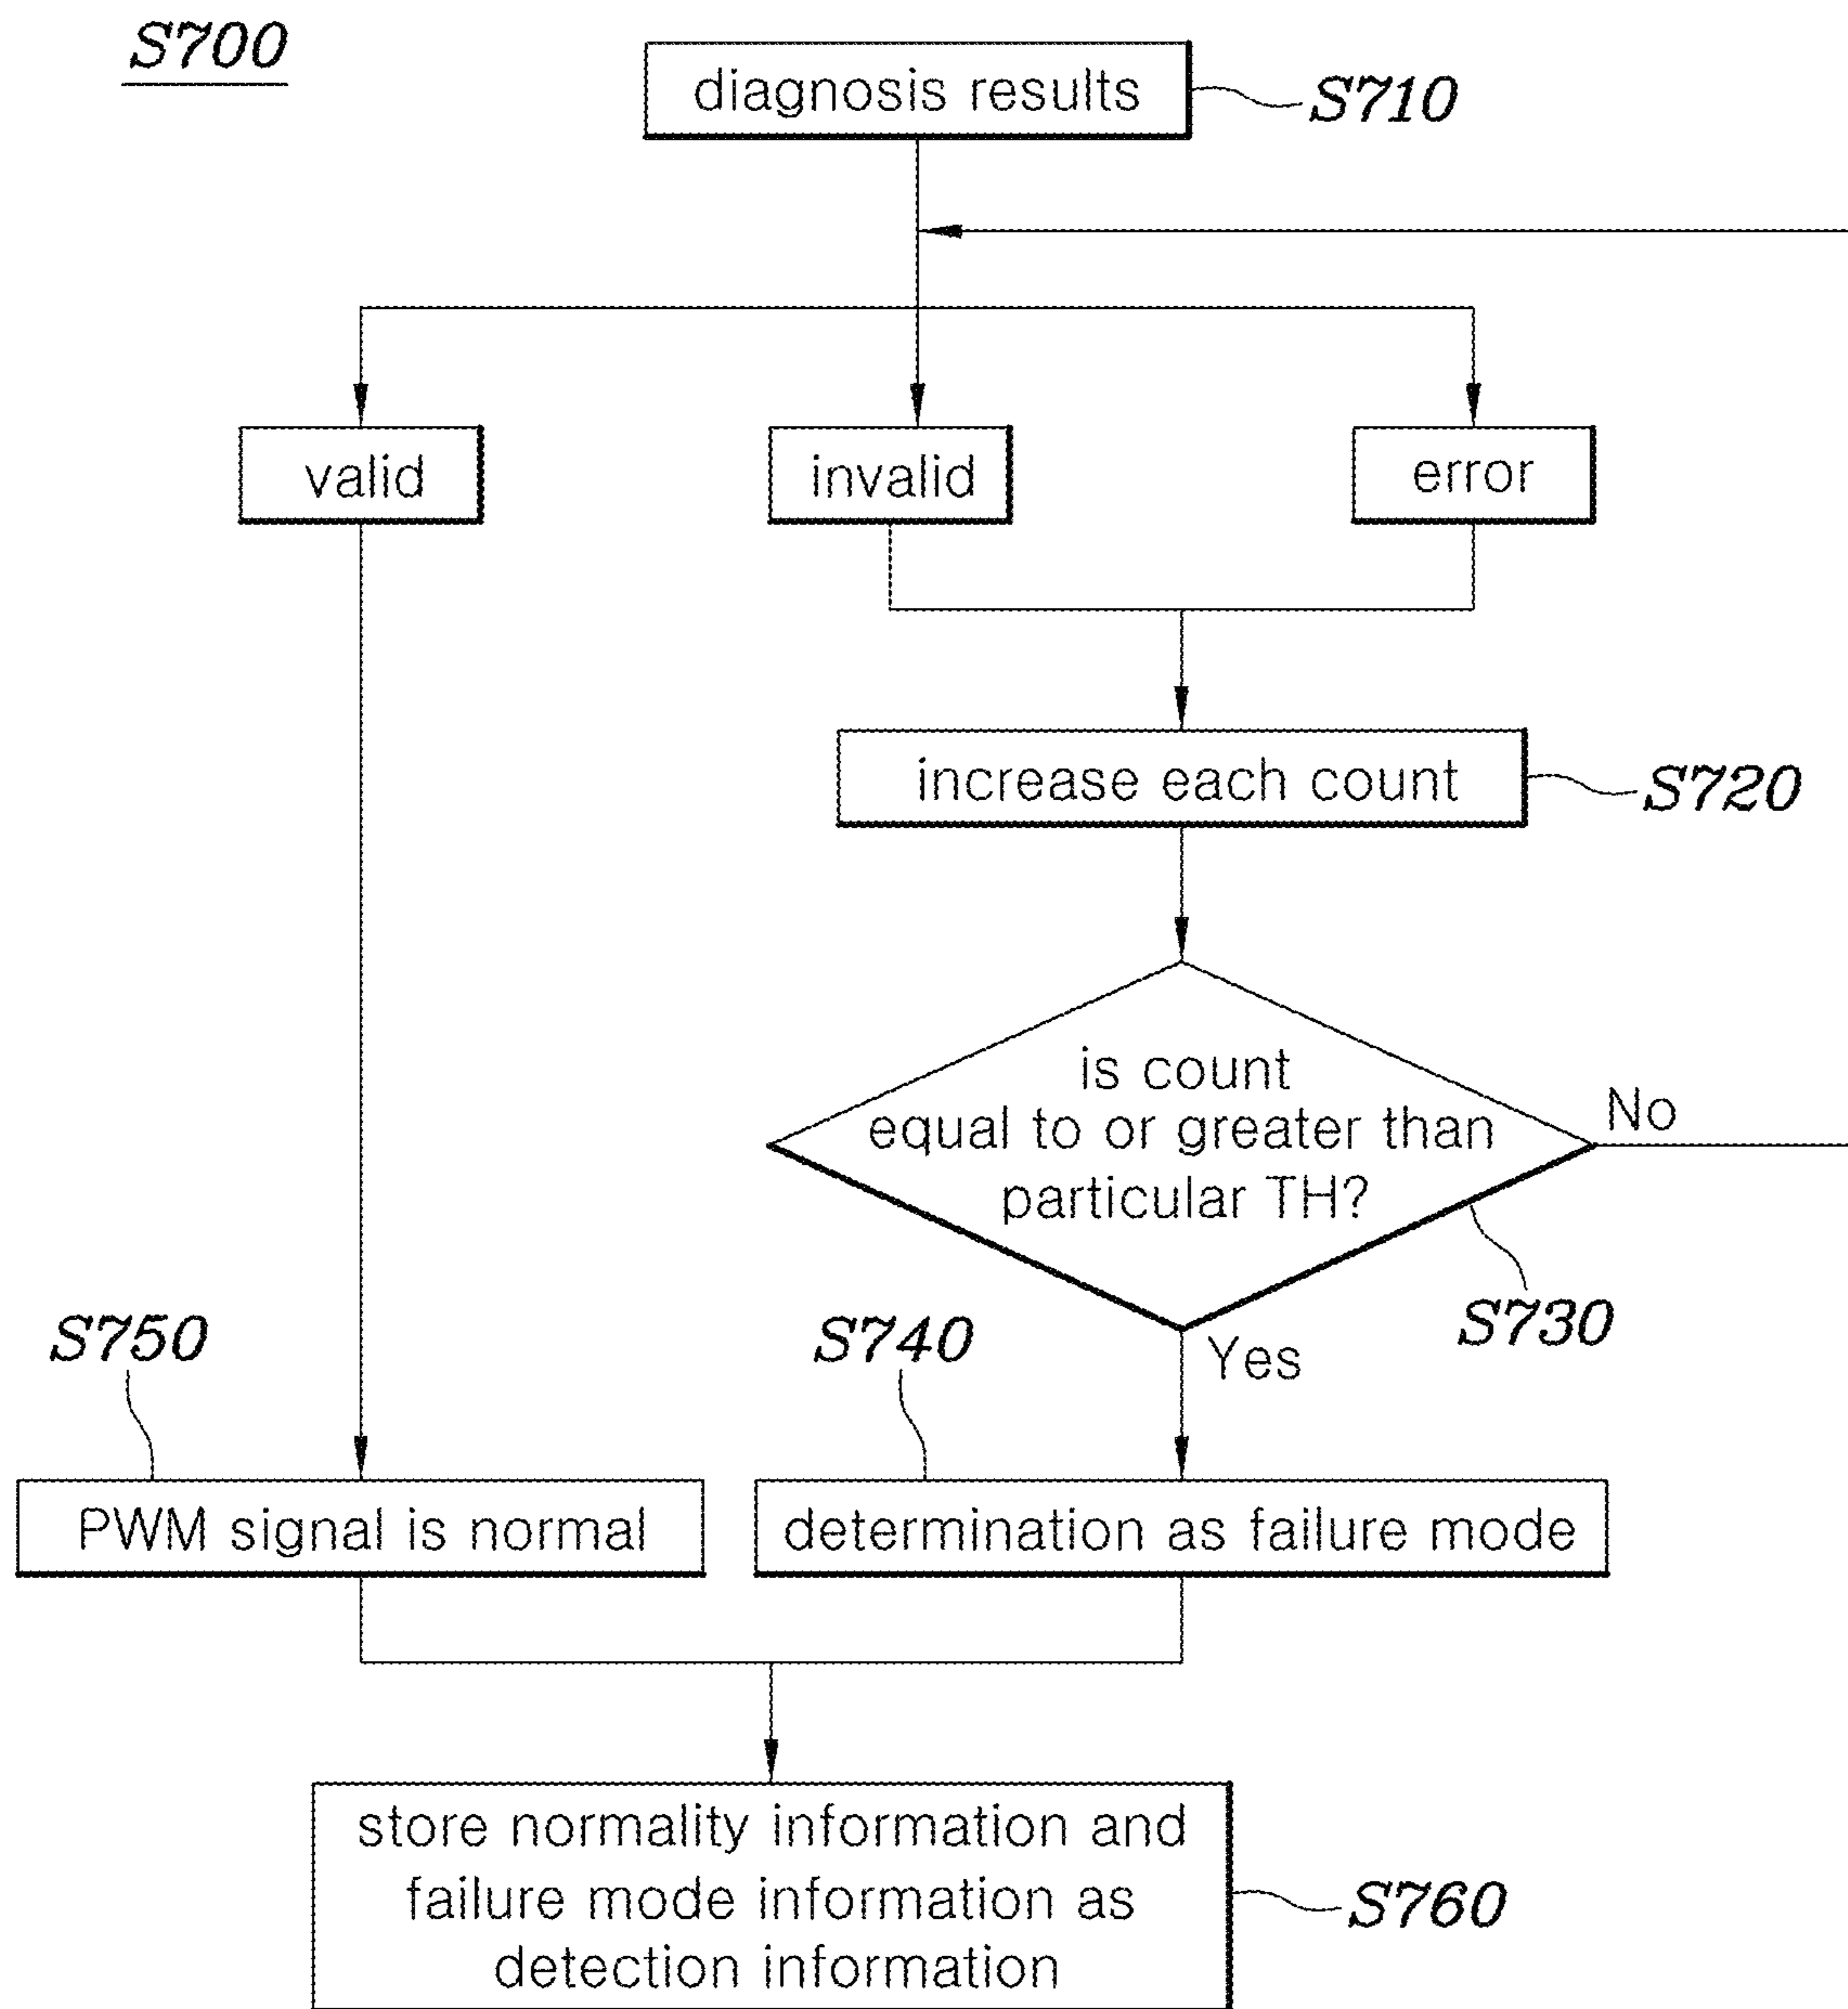 S700
diagnosis results
S710
valid
invalid
error
increase each count
S720
is count
equal to or greater than
particular TH?
No
S730
Yes
S750
S740
PWM signal is normal
determination as failure mode
store normality information and
failure mode information as
detection information
S760